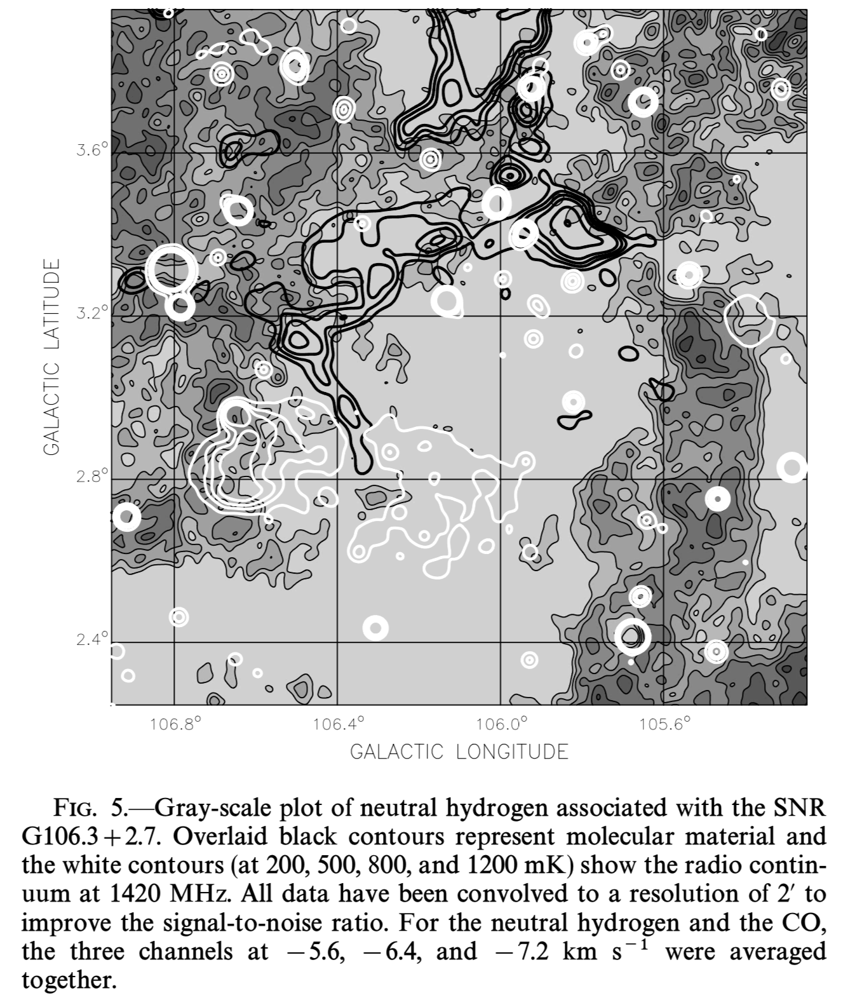 3.6°
3.2°
2.8°
2.4°
GALACTIC LATITUDE
106.8° 106.4° 106.0° 105.6°
GALACTIC LONGITUDE
FIG. 5.—Gray-scale plot of neutral hydrogen associated with the SNR
G106.3+2.7. Overlaid black contours represent molecular material and
the white contours (at 200, 500, 800, and 1200 mK) show the radio contin-
uum at 1420 MHz. All data have been convolved to a resolution of 2′ to
improve the signal-to-noise ratio. For the neutral hydrogen and the CO,
the three channels at −5.6, −6.4, and −7.2 km s⁻¹ were averaged
together.